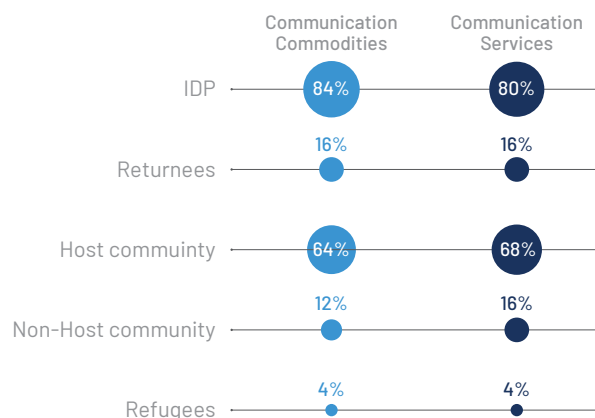 Communication Communication
Commodities Services
IDP 84% 80%
16% 16%
Returnees
Host commuinty 64% 68%
12% 16%
Non-Host community
4% 4%
Refugees